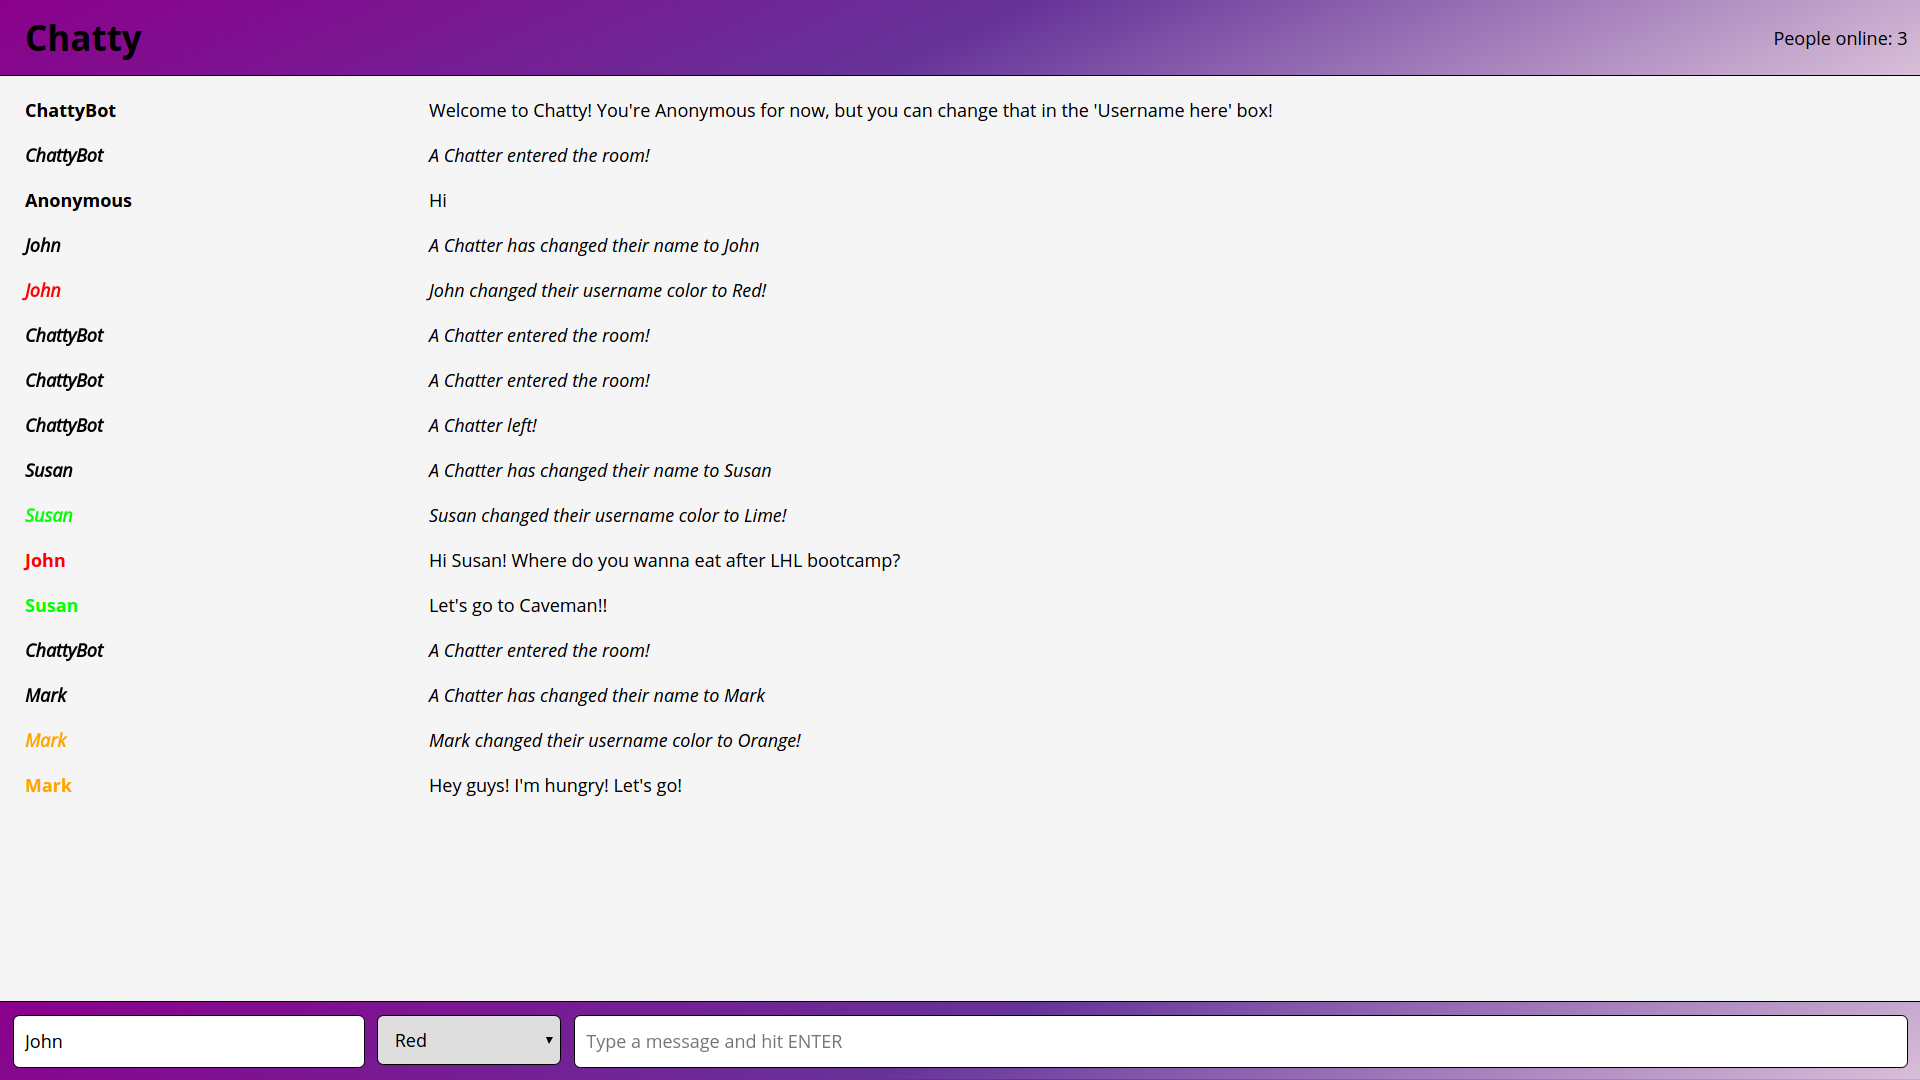 Chatty
People online: 3
ChattyBot Welcome to Chatty! You're Anonymous for now, but you can change that in the 'Username here' box!
ChattyBot A Chatter entered the room!
Anonymous Hi
John A Chatter has changed their name to John
John John changed their username color to Red!
ChattyBot A Chatter entered the room!
ChattyBot A Chatter entered the room!
ChattyBot A Chatter left!
Susan A Chatter has changed their name to Susan
Susan Susan changed their username color to Lime!
John Hi Susan! Where do you wanna eat after LHL bootcamp?
Susan Let's go to Caveman!!
ChattyBot A Chatter entered the room!
Mark A Chatter has changed their name to Mark
Mark Mark changed their username color to Orange!
Mark Hey guys! I'm hungry! Let's go!
John Red Type a message and hit ENTER